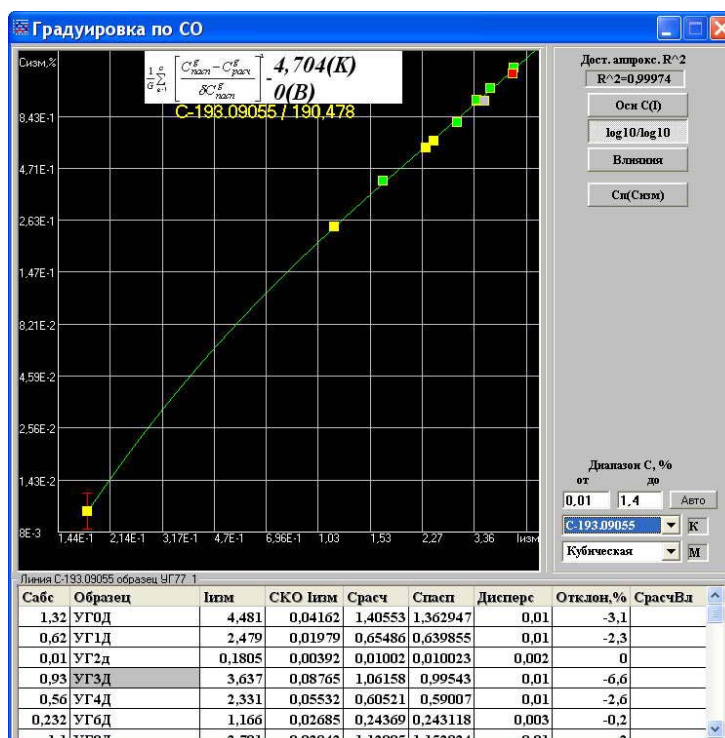 Градуировка по СО
Сизм,%
4,704(К)
0(В)
С-193.09055 / 190,478
8,43E-1
4,71E-1
2,63E-1
1,47E-1
8,21E-2
4,59E-2
2,56E-2
1,43E-2
8E-3
1,44E-1 2,14E-1 3,17E-1 4,7E-1 6,96E-1 1,03 1,53 2,27 3,36 Iизм
Дост. аппрокс. R^2
R^2=0,99974
Осн С(I)
log10/log10
Влияния
Сп(Сизм)
Диапазон С, %
от до
0,01 1,4 Авто
С-193.09055 К
Кубическая М
Линия С-193.09055 образец УГ77_1
Сабс Образец Iизм СКО Iизм Срасч Спасп Дисперс Отклон,% СрасчВл
1,32 УГ0Д 4,481 0,04162 1,40553 1,362947 0,01 -3,1
0,62 УГ1Д 2,479 0,01979 0,65486 0,639855 0,01 -2,3
0,01 УГ2д 0,1805 0,00392 0,01002 0,010023 0,002 0
0,93 УГ3Д 3,637 0,08765 1,06158 0,99543 0,01 -6,6
0,56 УГ4Д 2,331 0,05532 0,60521 0,59007 0,01 -2,6
0,232 УГ6Д 1,166 0,02685 0,24369 0,243118 0,003 -0,2